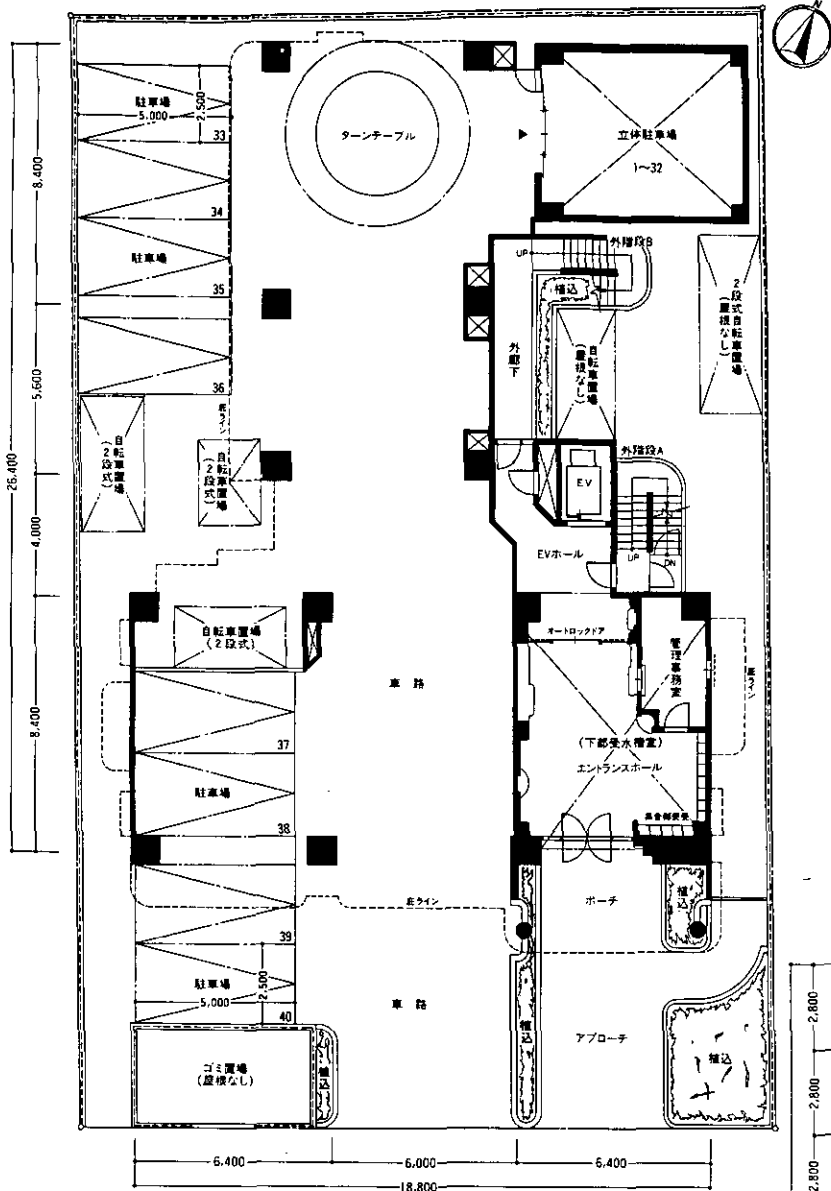 N
駐車場
5,000
2,500
33
34
駐車場
35
36
ターンテーブル
立体駐車場
1～32
外階段B
UP
植込
外廊下
自転車置場
(屋根なし)
2段式自転車置場
(屋根なし)
庇ライン
自転車置場
(2段式)
自転車置場
(2段式)
外階段A
EV
UP
DN
EVホール
自転車置場
(2段式)
オートロックドア
管理事務室
庇ライン
車路
37
駐車場
38
(下部受水槽室)
エントランスホール
集合郵便受
庇ライン
ポーチ
植込
39
駐車場
5,000
2,500
40
車路
植込
アプローチ
植込
ゴミ置場
(屋根なし)
植込
8,400
5,600
4,000
8,400
26,400
6,400
6,000
6,400
18,800
2,800
2,800
2,800